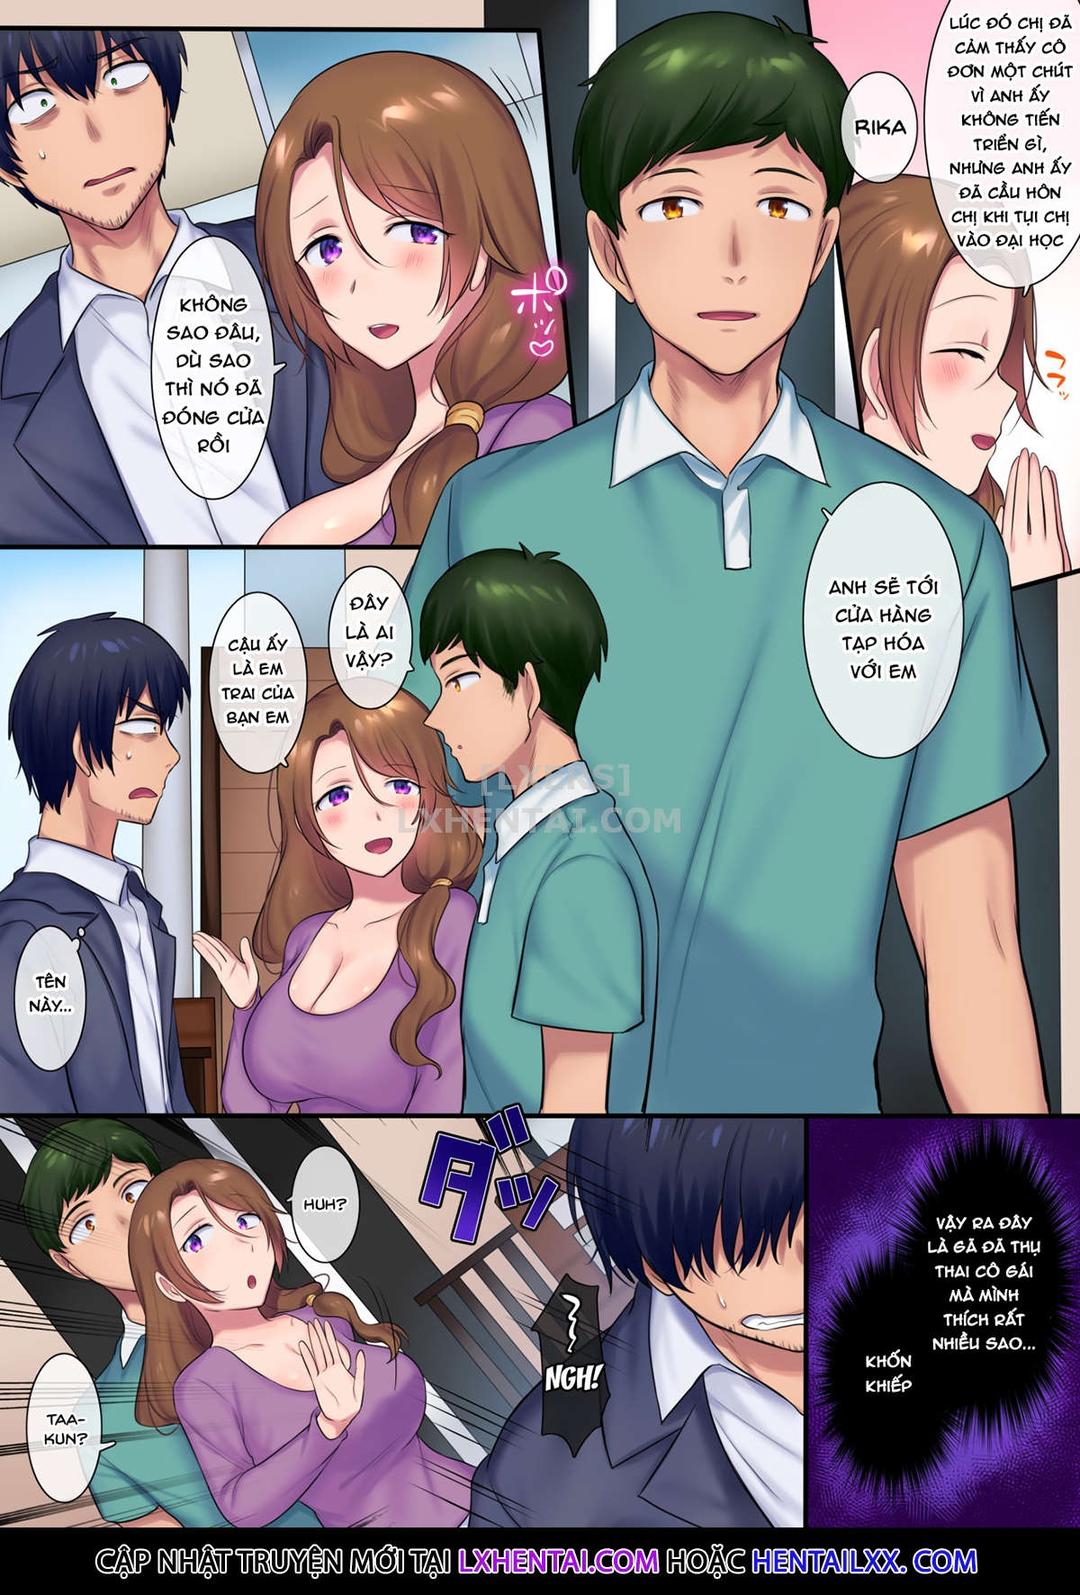 LÚC ĐÓ CHỊ ĐÃ
CẢM THẤY CÔ
ĐƠN MỘT CHÚT
VÌ ANH ẤY
KHÔNG TIẾN
TRIỂN GÌ,
NHƯNG ANH ẤY
ĐÃ CẦU HÔN
CHỊ KHI TỤI CHỊ
VÀO ĐẠI HỌC
RIKA
KHÔNG
SAO ĐÂU,
DÙ SAO
THÌ NÓ ĐÃ
ĐÓNG CỬA
RỒI
ポッ
ANH SẼ TỚI
CỬA HÀNG
TẠP HÓA
VỚI EM
ĐÂY
LÀ AI
VẬY?
CẬU ẤY
LÀ EM
TRAI CỦA
BẠN EM
TÊN
NÀY...
[LXERS]
LXHENTAI.COM
HUH?
ダッ
TAA-
KUN?
NGH!
VẬY RA ĐÂY
LÀ GÃ ĐÃ THỤ
THAI CÔ GÁI
MÀ MÌNH
THÍCH RẤT
NHIỀU SAO...
KHỐN
KHIẾP
CẬP NHẬT TRUYỆN MỚI TẠI LXHENTAI.COM HOẶC HENTAILXX. COM